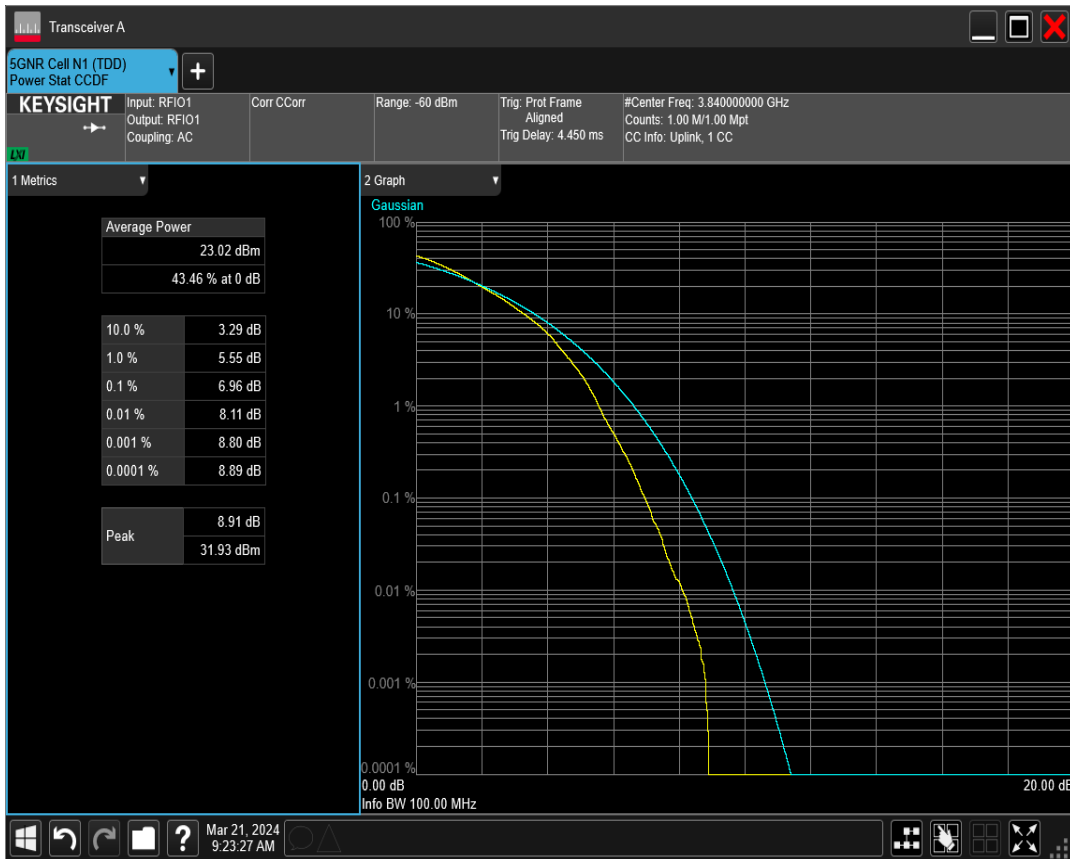 Transceiver A
5GNR Cell N1 (TDD)
Power Stat CCDF
+
KEYSIGHT
LXI
Input: RFIO1
Output: RFIO1
Coupling: AC
Corr CCorr
Range: -60 dBm
Trig: Prot Frame
Aligned
Trig Delay: 4.450 ms
#Center Freq: 3.840000000 GHz
Counts: 1.00 M/1.00 Mpt
CC Info: Uplink, 1 CC
1 Metrics
Average Power
23.02 dBm
43.46 % at 0 dB
10.0 % 3.29 dB
1.0 % 5.55 dB
0.1 % 6.96 dB
0.01 % 8.11 dB
0.001 % 8.80 dB
0.0001 % 8.89 dB
Peak
8.91 dB
31.93 dBm
2 Graph
Gaussian
100 %
10 %
1 %
0.1 %
0.01 %
0.001 %
0.0001 %
0.00 dB 20.00 dB
Info BW 100.00 MHz
?
Mar 21, 2024
9:23:27 AM